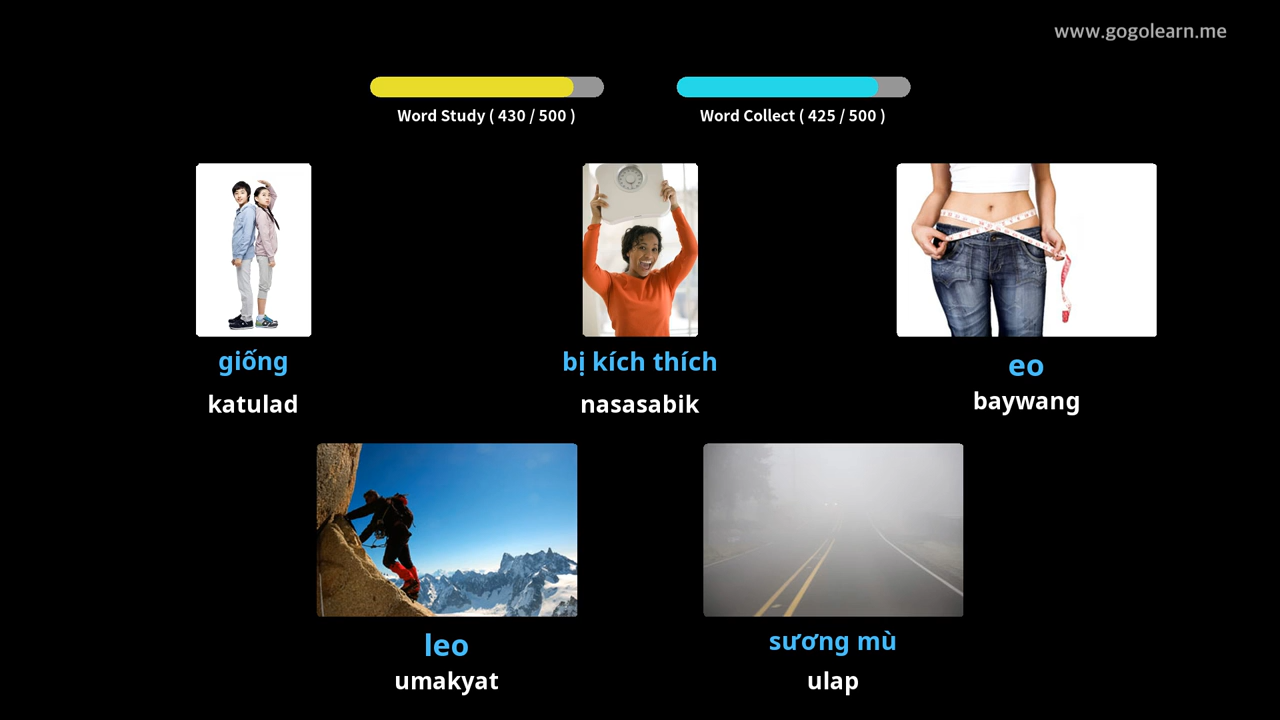 www.gogolearn.me
Word Study ( 430 / 500 )
Word Collect ( 425 / 500 )
giống
katulad
bị kích thích
nasasabik
eo
baywang
leo
umakyat
sương mù
ulap